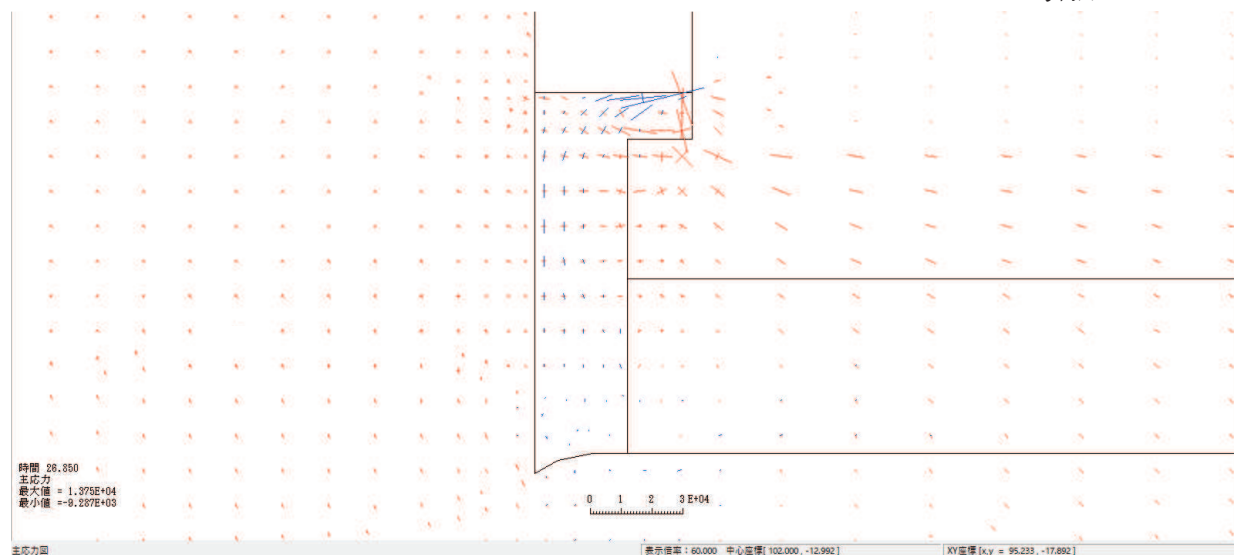 時間 26.850
主応力
最大値 = 1.375E+04
最小値 =-9.287E+03
0 1 2 3 E+04
主応力図
表示倍率：60.000 中心座標[ 102.000 , -12.992 ]
XY座標 [x,y = 95.233 , -17.892 ]